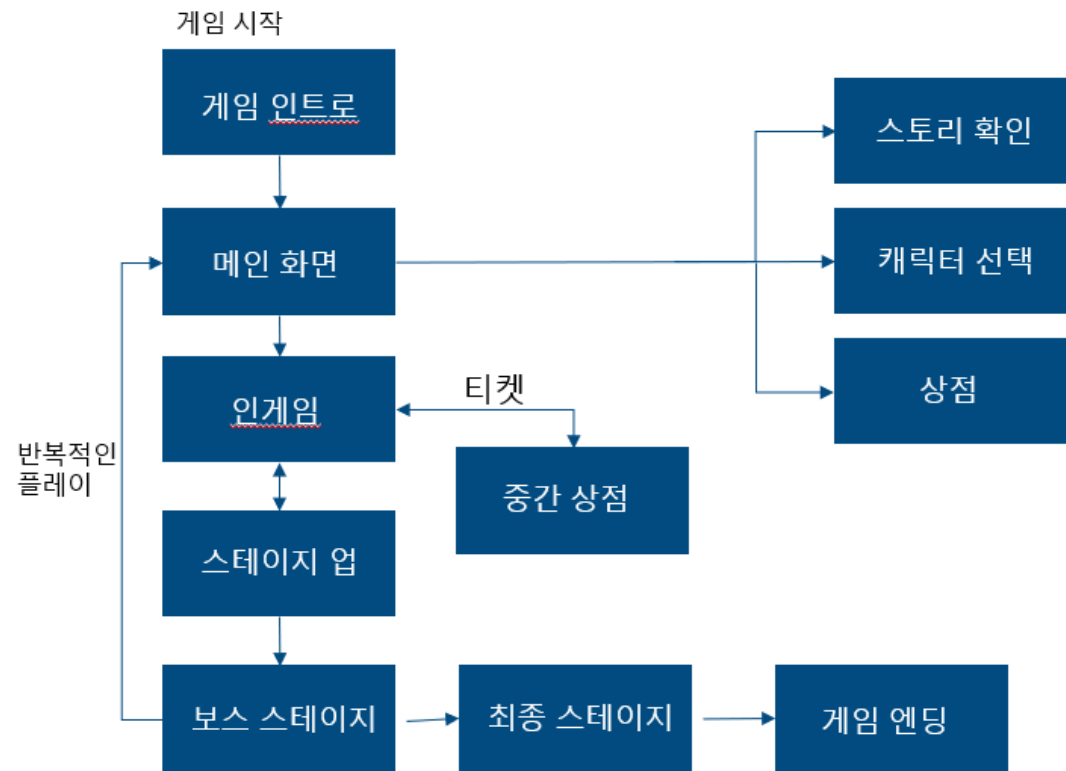 게임 시작
게임 인트로
스토리 확인
메인 화면
캐릭터 선택
인게임
티켓
상점
반복적인
플레이
중간 상점
스테이지 업
보스 스테이지
최종 스테이지
게임 엔딩